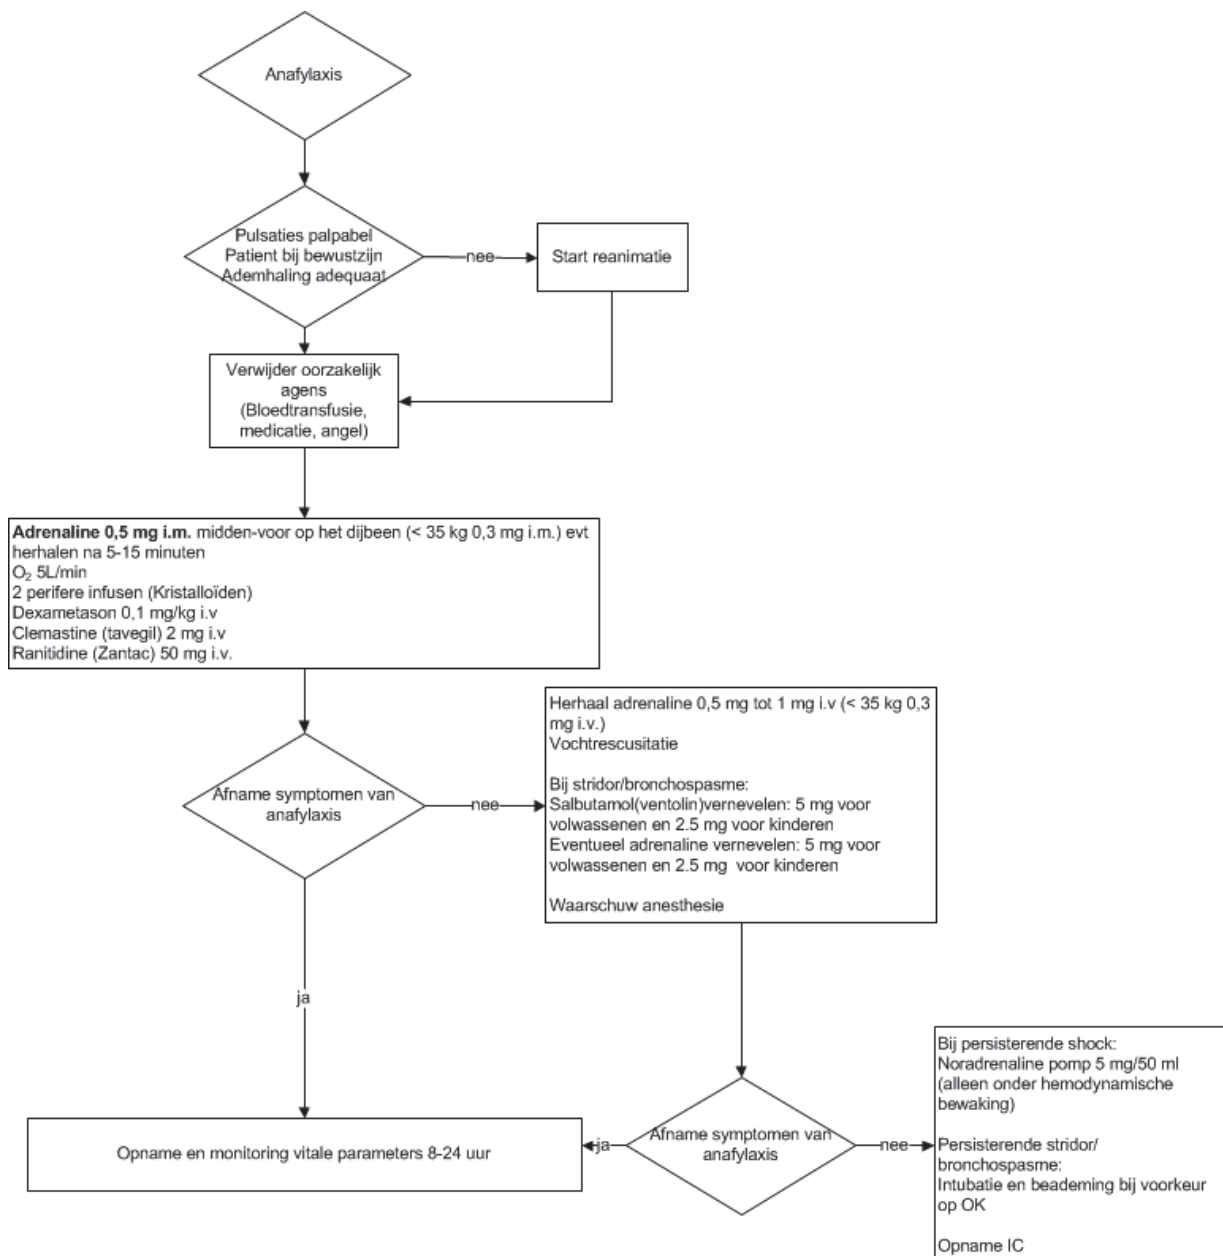 Anafylaxis
Pulsaties palpabel
Patient bij bewustzijn
Ademhaling adequaat
nee
Start reanimatie
Verwijder oorzakelijk
agens
(Bloedtransfusie,
medicatie, angel)
Adrenaline 0,5 mg i.m. midden-voor op het dijbeen (< 35 kg 0,3 mg i.m.) evt
herhalen na 5-15 minuten
O₂ 5L/min
2 perifere infusen (Kristalloïden)
Dexametason 0,1 mg/kg i.v
Clemastine (tavegil) 2 mg i.v
Ranitidine (Zantac) 50 mg i.v.
Afname symptomen van
anafylaxis
nee
Herhaal adrenaline 0,5 mg tot 1 mg i.v (< 35 kg 0,3
mg i.v.)
Vochtrescusitatie
Bij stridor/bronchospasme:
Salbutamol(ventolin)vernevelen: 5 mg voor
volwassenen en 2.5 mg voor kinderen
Eventueel adrenaline vernevelen: 5 mg voor
volwassenen en 2.5 mg  voor kinderen
Waarschuw anesthesie
ja
Opname en monitoring vitale parameters 8-24 uur
ja
Afname symptomen van
anafylaxis
nee
Bij persisterende shock:
Noradrenaline pomp 5 mg/50 ml
(alleen onder hemodynamische
bewaking)
Persisterende stridor/
bronchospasme:
Intubatie en beademing bij voorkeur
op OK
Opname IC